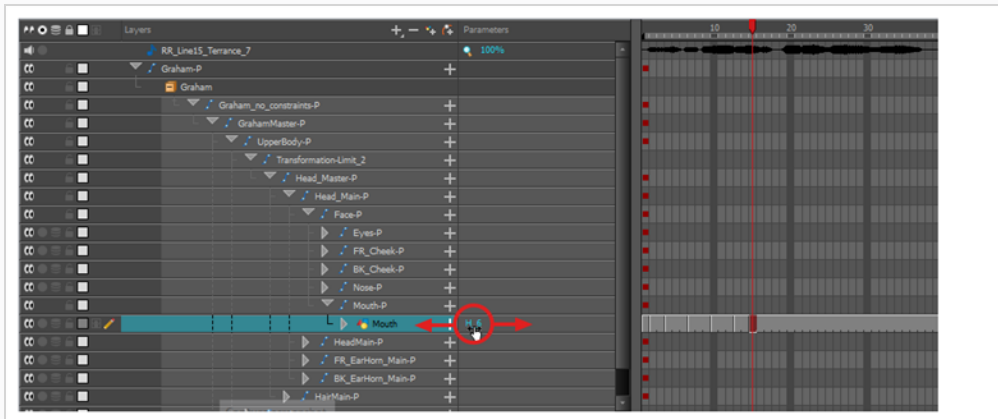 Layers Parameters 10 20 30
RR_Line15_Terrance_7 100%
Graham-P
Graham
Graham_no_constraints-P
GrahamMaster-P
UpperBody-P
Transformation-Limit_2
Head_Master-P
Head_Main-P
Face-P
Eyes-P
FR_Cheek-P
BK_Cheek-P
Nose-P
Mouth-P
Mouth
HeadMain-P
FR_EarHorn_Main-P
BK_EarHorn_Main-P
HairMain-P